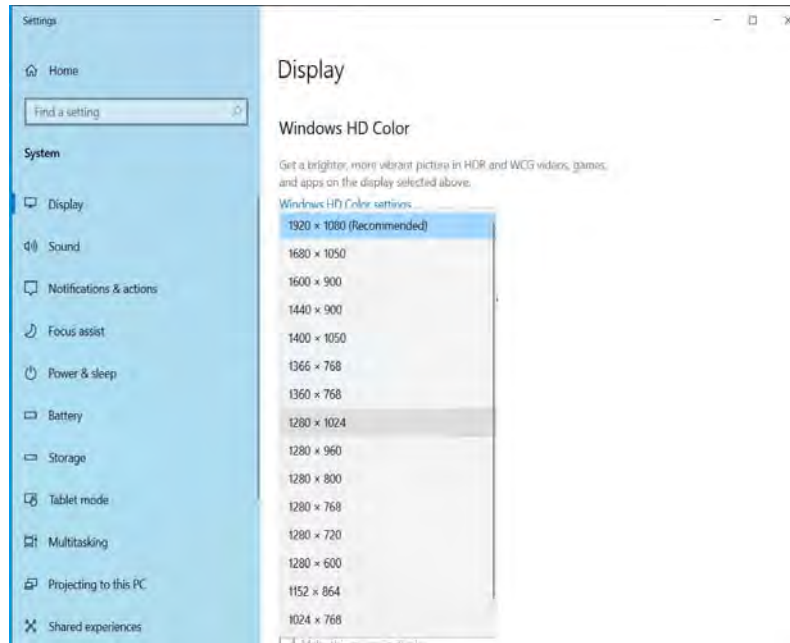 Settings
Home
Find a setting
System
Display
Sound
Notifications & actions
Focus assist
Power & sleep
Battery
Storage
Tablet mode
Multitasking
Projecting to this PC
Shared experiences
Display
Windows HD Color
Get a brighter, more vibrant picture in HDR and WCG videos, games,
and apps on the display selected above.
Windows HD Color settings
1920 × 1080 (Recommended)
1680 × 1050
1600 × 900
1440 × 900
1400 × 1050
1366 × 768
1360 × 768
1280 × 1024
1280 × 960
1280 × 800
1280 × 768
1280 × 720
1280 × 600
1152 × 864
1024 × 768